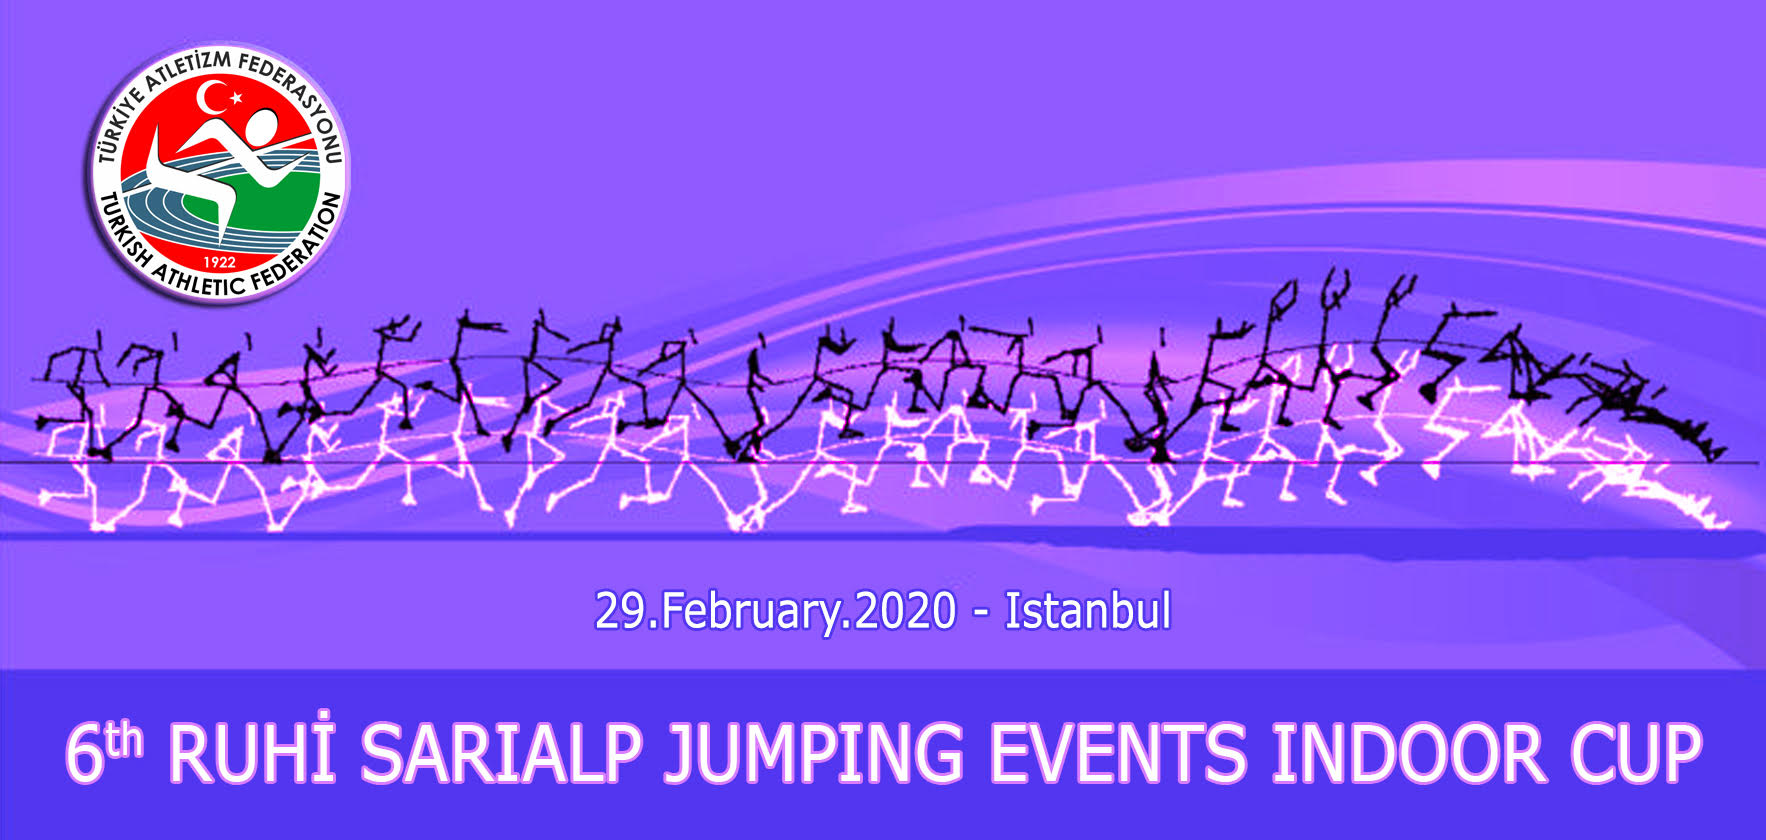 TÜRKİYE ATLETİZM FEDERASYONU
1922
TURKISH ATHLETIC FEDERATION
29.February.2020 - Istanbul
6th RUHİ SARIALP JUMPING EVENTS INDOOR CUP